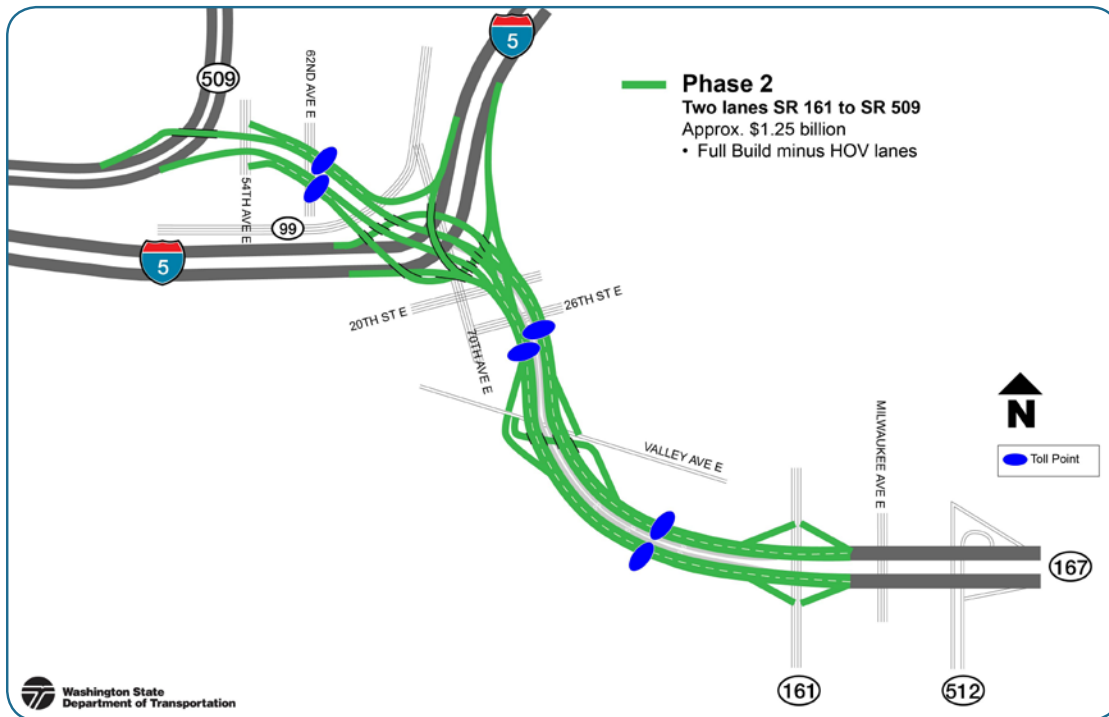 5
509
62ND AVE E
Phase 2
Two lanes SR 161 to SR 509
Approx. $1.25 billion
• Full Build minus HOV lanes
54TH AVE E
99
5
20TH ST E
26TH ST E
70TH AVE E
N
Toll Point
MILWAUKEE AVE E
VALLEY AVE E
167
161
512
Washington State
Department of Transportation